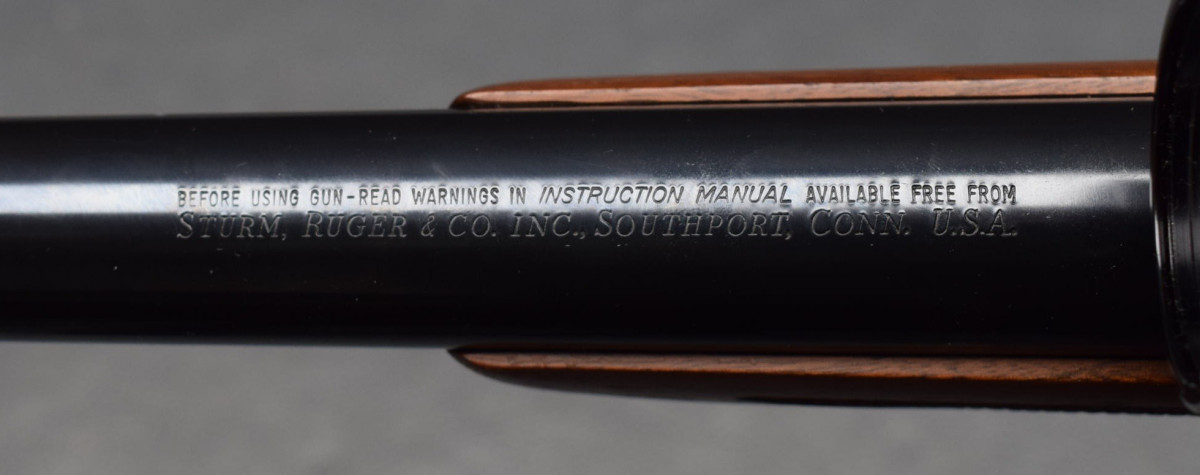 BEFORE USING GUN-READ WARNINGS IN INSTRUCTION MANUAL AVAILABLE FREE FROM
STURM, RUGER & CO. INC., SOUTHPORT, CONN. U.S.A.